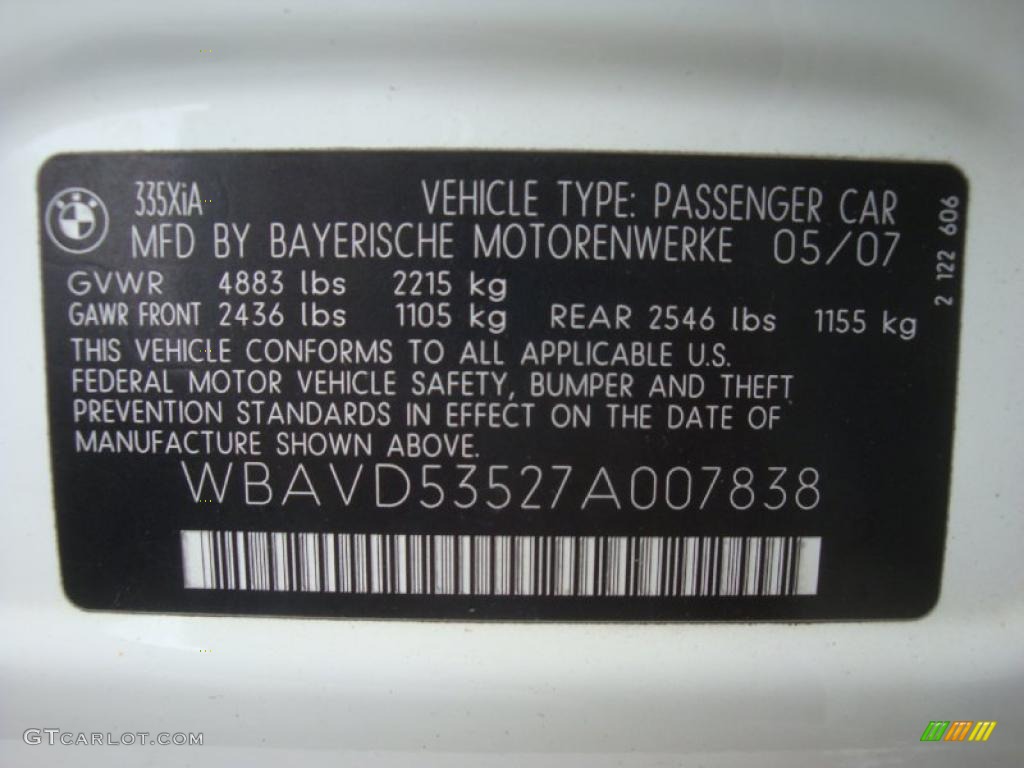 335XiA VEHICLE TYPE: PASSENGER CAR
MFD BY BAYERISCHE MOTORENWERKE 05/07
GVWR 4883 lbs 2215 kg
GAWR FRONT 2436 lbs 1105 kg REAR 2546 lbs 1155 kg
THIS VEHICLE CONFORMS TO ALL APPLICABLE U.S.
FEDERAL MOTOR VEHICLE SAFETY, BUMPER AND THEFT
PREVENTION STANDARDS IN EFFECT ON THE DATE OF
MANUFACTURE SHOWN ABOVE.
WBAVD53527A007838
2 122 606
GTCARLOT.COM